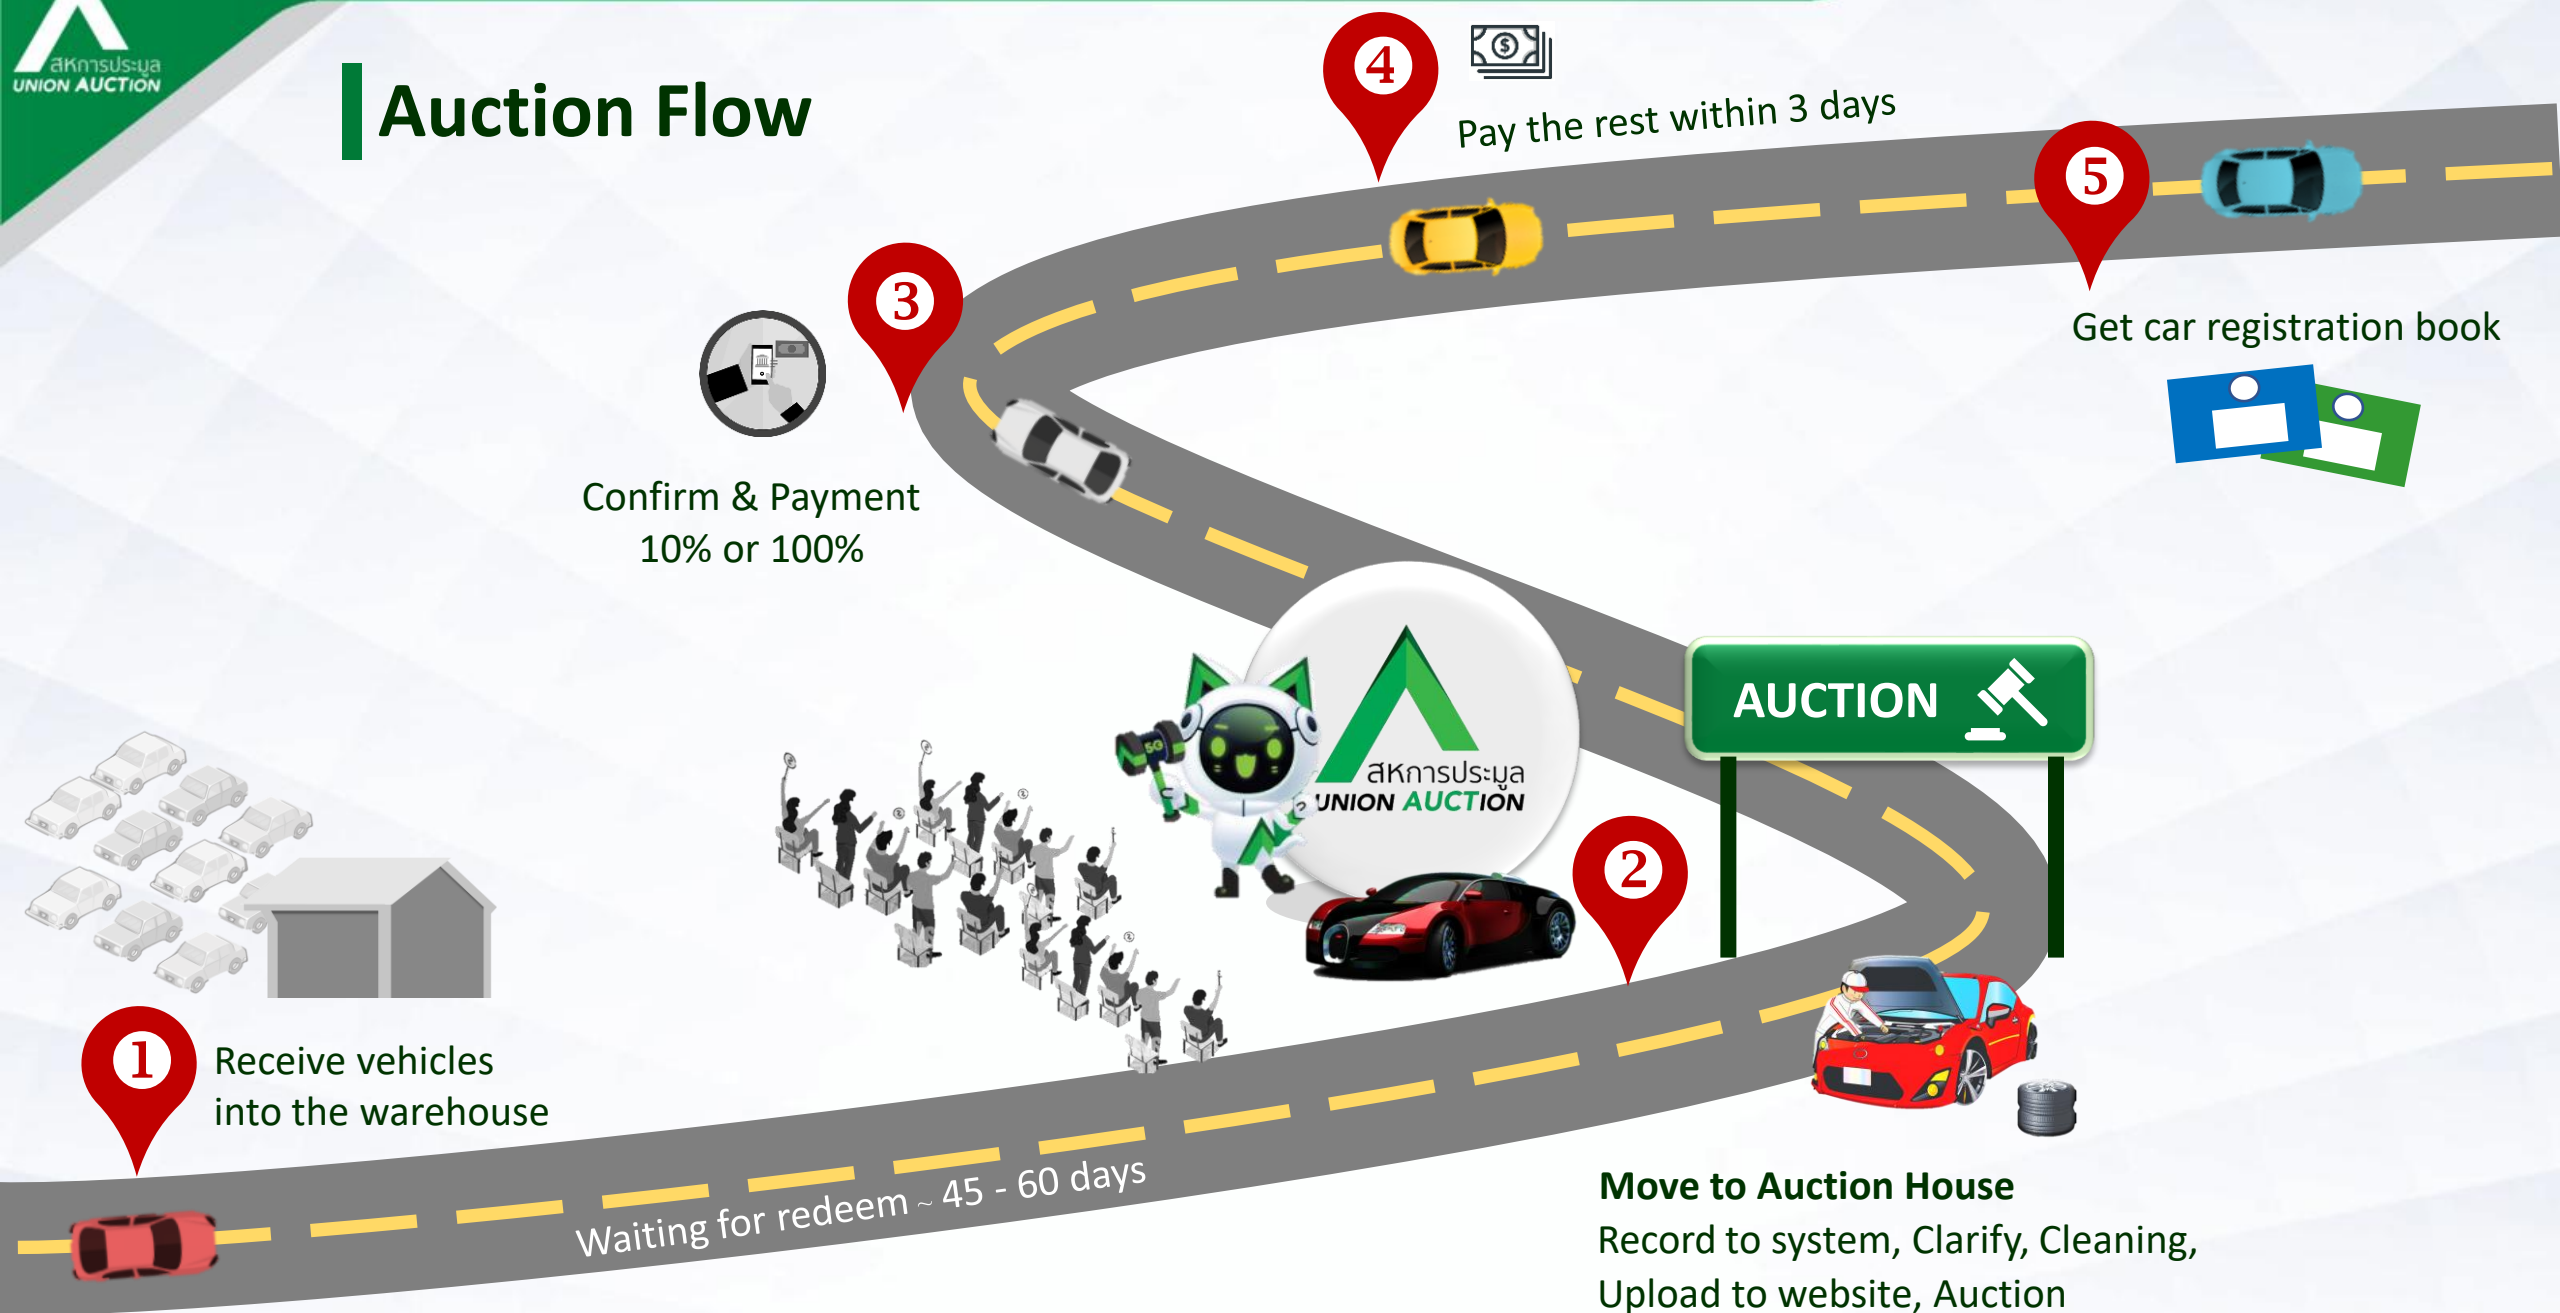 สหการประมูล
UNION AUCTION
Auction Flow
4
Pay the rest within 3 days
5
Get car registration book
3
Confirm & Payment
10% or 100%
AUCTION
5G
สหการประมูล
UNION AUCTION
2
1
Receive vehicles
into the warehouse
Waiting for redeem ~ 45 - 60 days
Move to Auction House
Record to system, Clarify, Cleaning,
Upload to website, Auction